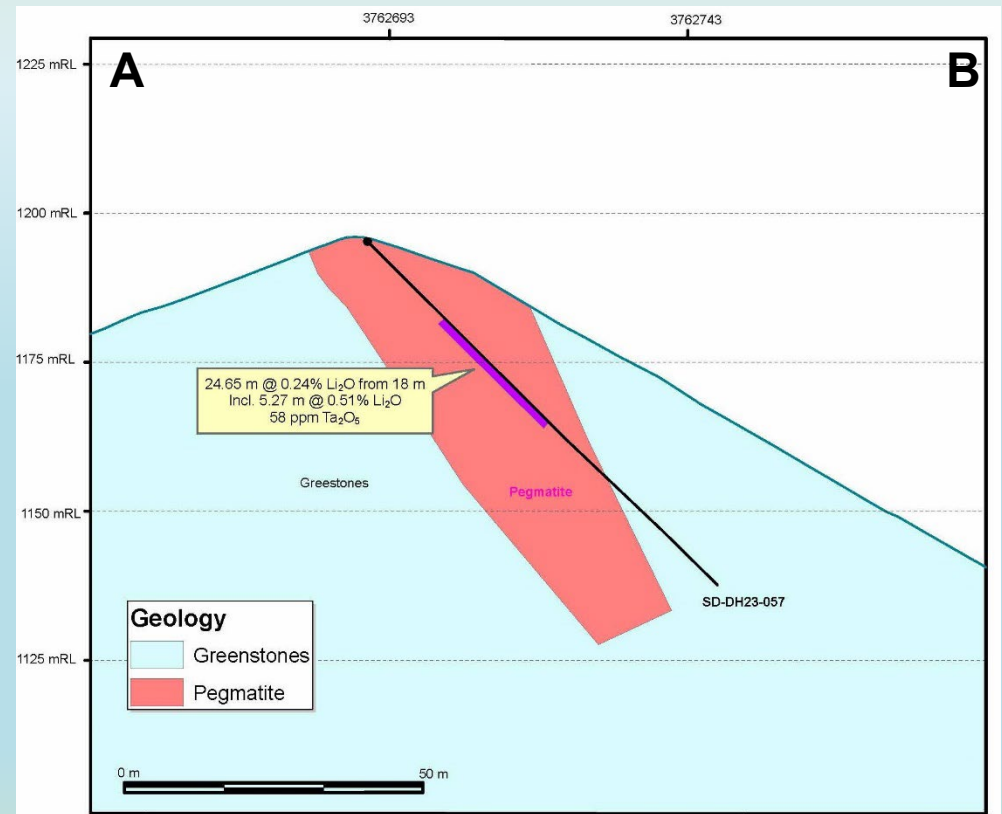 3762693
3762743
A
B
1225 mRL
1200 mRL
1175 mRL
24.65 m @ 0.24% Li₂O from 18 m
Incl. 5.27 m @ 0.51% Li₂O
58 ppm Ta₂O₅
Greestones
Pegmatite
1150 mRL
SD-DH23-057
Geology
Greenstones
Pegmatite
1125 mRL
0 m
50 m